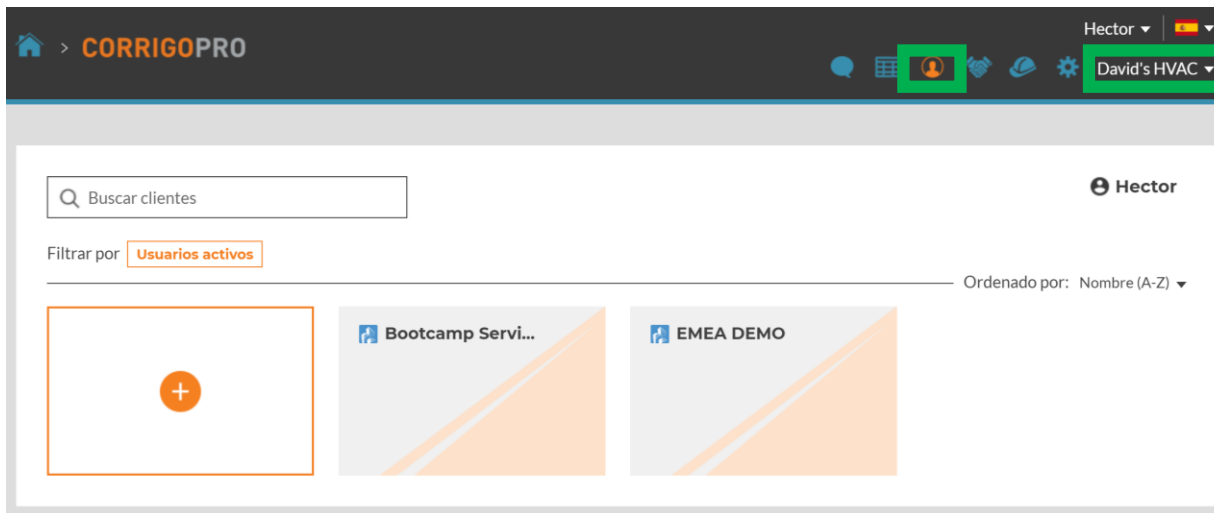 Hector
> CORRIGOPRO
David's HVAC
Buscar clientes
Hector
Filtrar por Usuarios activos
Ordenado por: Nombre (A-Z)
+
Bootcamp Servi...
EMEA DEMO